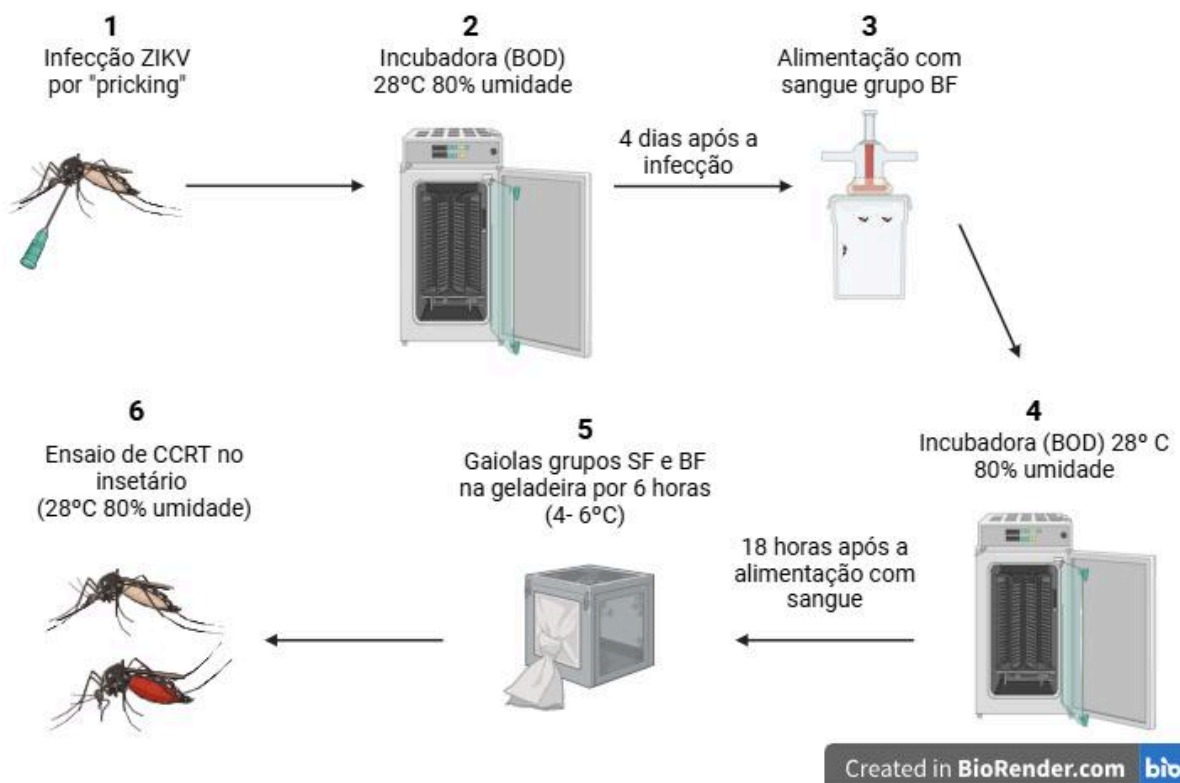 1
Infecção ZIKV
por "pricking"
2
Incubadora (BOD)
28ºC 80% umidade
3
Alimentação com
sangue grupo BF
4 dias após a
infecção
4
Incubadora (BOD) 28º C
80% umidade
18 horas após a
alimentação com
sangue
5
Gaiolas grupos SF e BF
na geladeira por 6 horas
(4- 6ºC)
6
Ensaio de CCRT no
insetário
(28ºC 80% umidade)
Created in BioRender.com bio